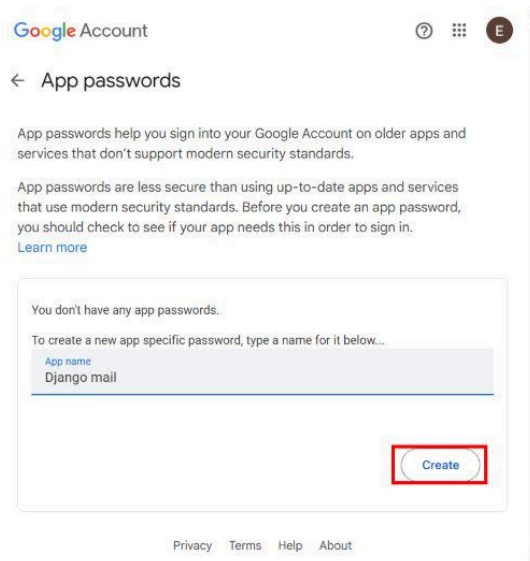 Google Account
E
App passwords
App passwords help you sign into your Google Account on older apps and
services that don't support modern security standards.
App passwords are less secure than using up-to-date apps and services
that use modern security standards. Before you create an app password,
you should check to see if your app needs this in order to sign in.
Learn more
You don't have any app passwords.
To create a new app specific password, type a name for it below...
App name
Django mail
Create
Privacy Terms Help About